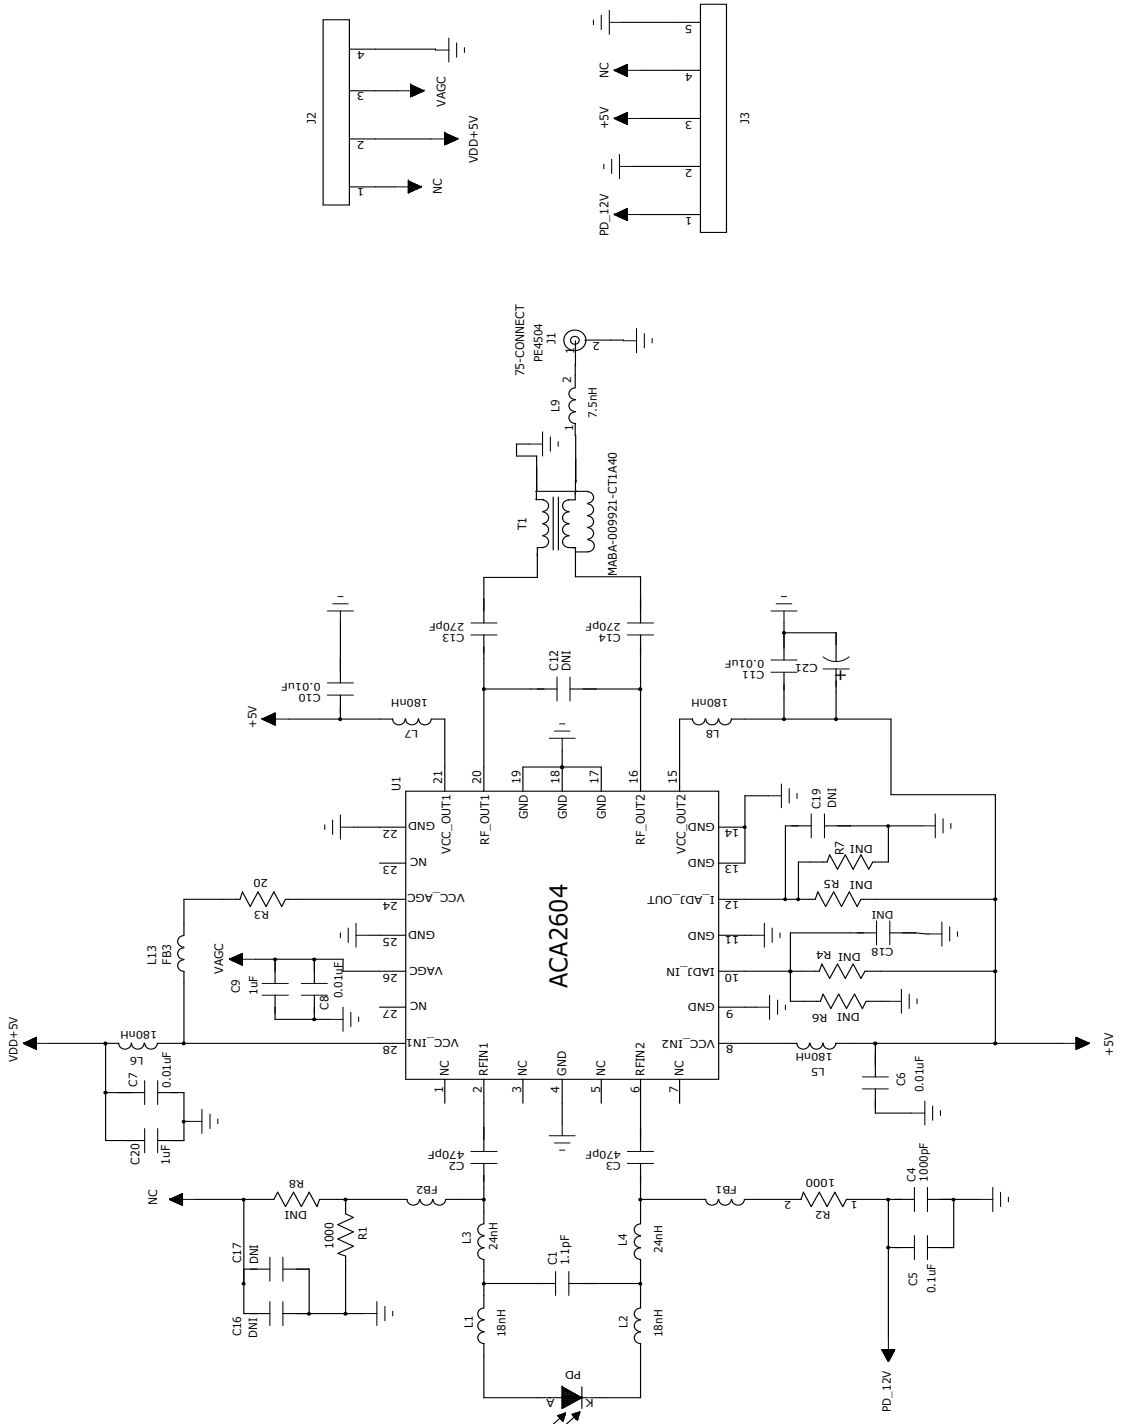 J2
4
3
2
1
VAGC
VDD+5V
NC
J3
5
4
3
2
1
NC
+5V
PD_12V
75-CONNECT
PE4504
J1
1
2
L9
7.5nH
1
2
T1
MABA-009921-CT1A40
C13
270pF
C14
270pF
C12
DNI
C10
0.01uF
+5V
L7
180nH
L8
180nH
C11
0.01uF
C21
+
U1
ACA2604
21
VCC_OUT1
20
RF_OUT1
19
GND
18
GND
17
GND
16
RF_OUT2
15
VCC_OUT2
22
GND
23
NC
24
VCC_AGC
25
GND
26
VAGC
27
NC
28
VCC_IN1
14
GND
13
GND
12
I_ADJ_OUT
11
GND
10
IADJ_IN
9
GND
8
VCC_IN2
1
NC
2
RFIN1
3
NC
4
GND
5
NC
6
RFIN2
7
NC
R3
20
L13
FB3
VAGC
C9
1uF
C8
0.01uF
VDD+5V
L6
180nH
C7
0.01uF
C20
1uF
C19
DNI
R7
DNI
R5
DNI
C18
DNI
R4
DNI
R6
DNI
L5
180nH
C6
0.01uF
+5V
C2
470pF
C3
470pF
NC
R8
DNI
FB2
R1
1000
C17
DNI
C16
DNI
L3
24nH
L4
24nH
C1
1.1pF
L1
18nH
L2
18nH
PD
A
K
FB1
2
R2
1000
1
C4
1000pF
C5
0.1uF
PD_12V